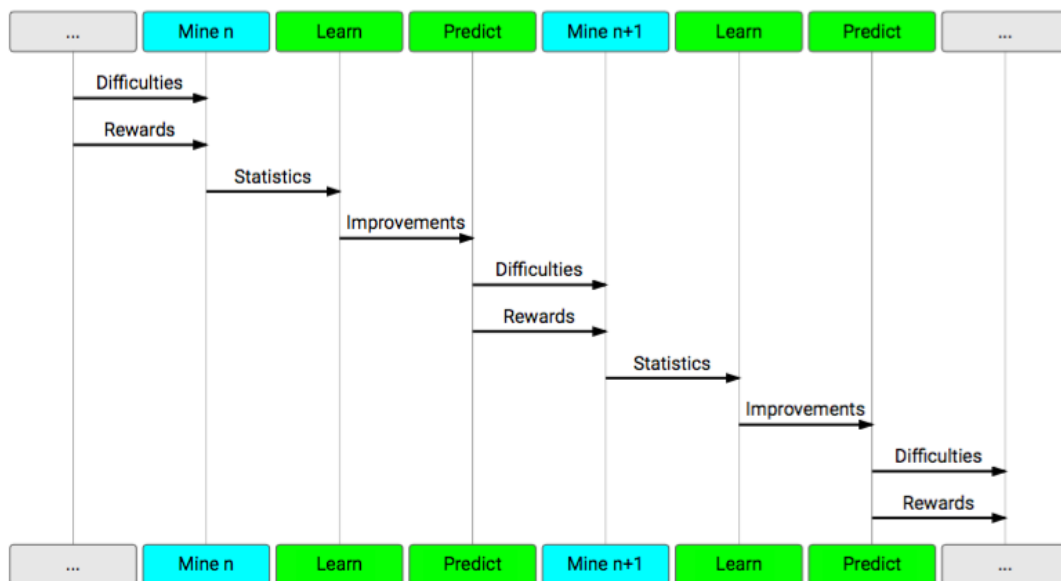 ... Mine n Learn Predict Mine n+1 Learn Predict ...
Difficulties
Rewards
Statistics
Improvements
Difficulties
Rewards
Statistics
Improvements
Difficulties
Rewards
... Mine n Learn Predict Mine n+1 Learn Predict ...